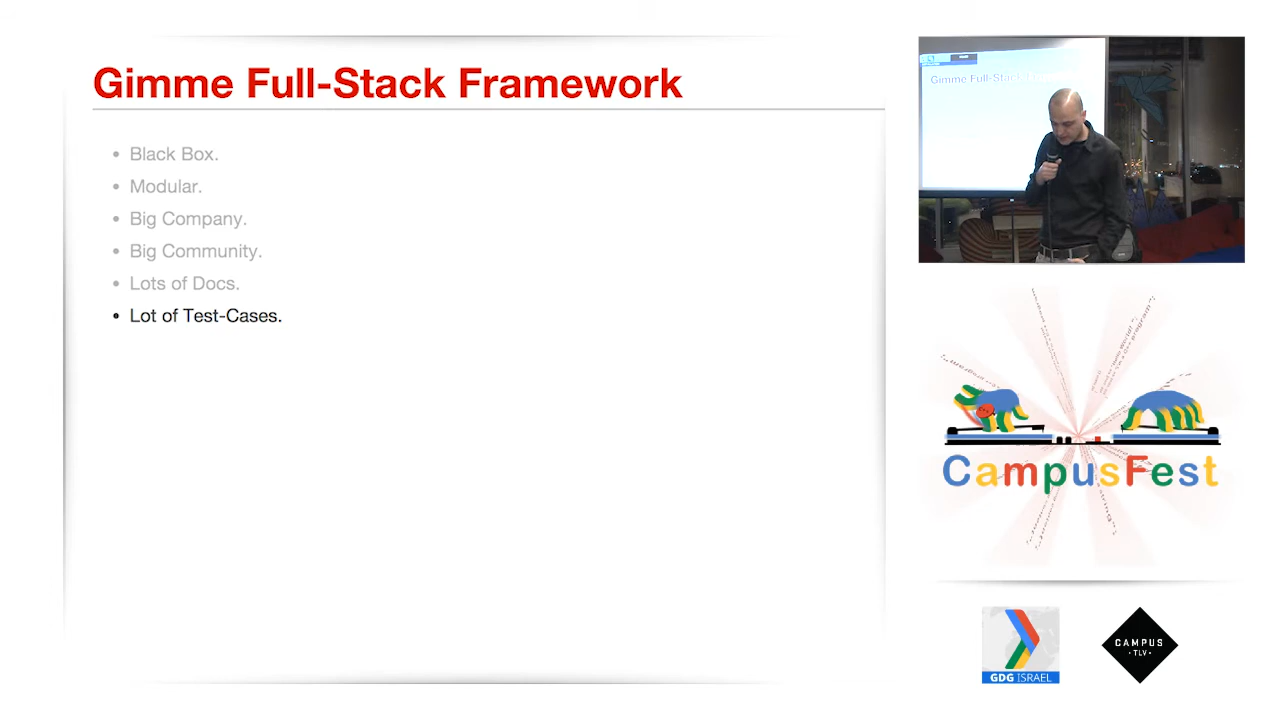 Gimme Full-Stack Framework
• Black Box.
• Modular.
• Big Company.
• Big Community.
• Lots of Docs.
• Lot of Test-Cases.
Gimme Full-Stack
CampusFest
GDG ISRAEL
CAMPUS
·TLV·